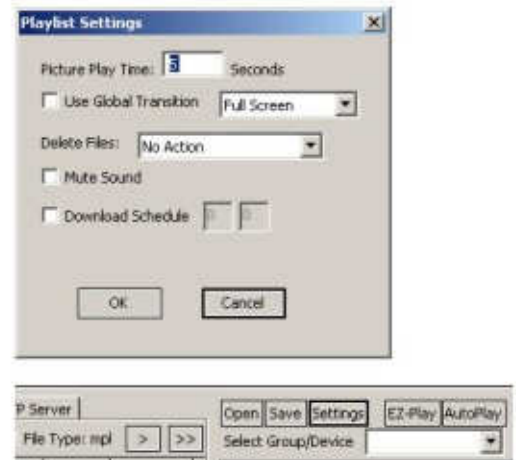 Playlist Settings
Picture Play Time: 5 Seconds
Use Global Transition Full Screen
Delete Files: No Action
Mute Sound
Download Schedule
OK Cancel
P Server Open Save Settings EZ-Play AutoPlay
File Type: mpl > >> Select Group/Device